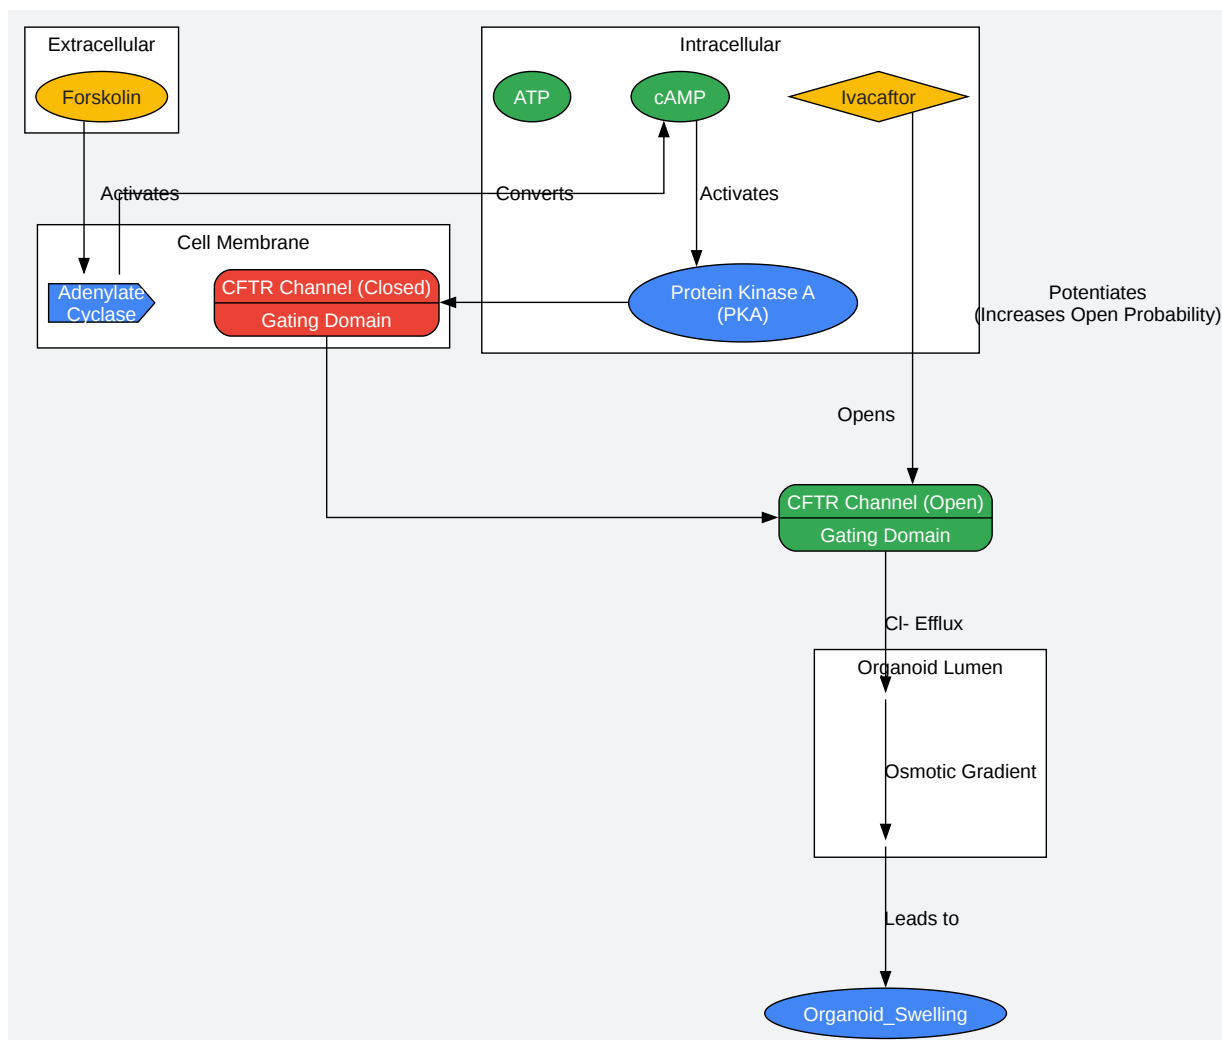 Extracellular
Intracellular
Forskolin
ATP
cAMP
Ivacaftor
Activates
Converts
Activates
Cell Membrane
Adenylate
Cyclase
CFTR Channel (Closed)
Gating Domain
Protein Kinase A
(PKA)
Potentiates
(Increases Open Probability)
Opens
CFTR Channel (Open)
Gating Domain
Cl- Efflux
Organoid Lumen
Osmotic Gradient
Leads to
Organoid_Swelling